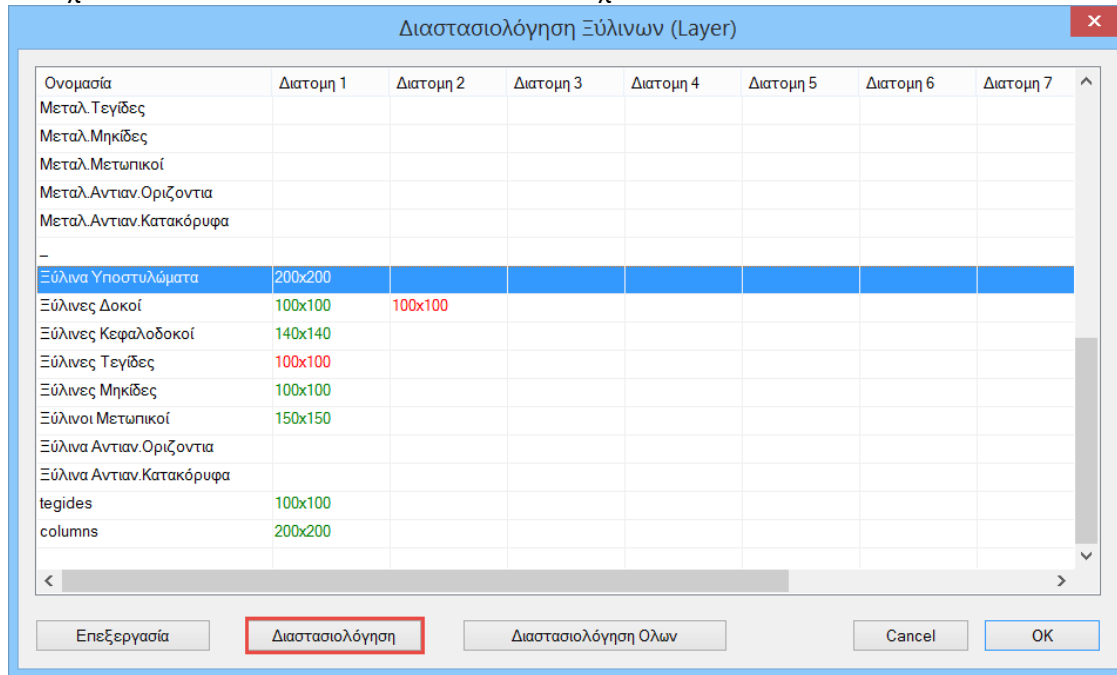 Διαστασιολόγηση Ξύλινων (Layer)
Ονομασία Διατομη 1 Διατομη 2 Διατομη 3 Διατομη 4 Διατομη 5 Διατομη 6 Διατομη 7
Μεταλ.Τεγίδες
Μεταλ.Μηκίδες
Μεταλ.Μετωπικοί
Μεταλ.Αντιαν.Οριζοντια
Μεταλ.Αντιαν.Κατακόρυφα
_
Ξύλινα Υποστυλώματα 200x200
Ξύλινες Δοκοί 100x100 100x100
Ξύλινες Κεφαλοδοκοί 140x140
Ξύλινες Τεγίδες 100x100
Ξύλινες Μηκίδες 100x100
Ξύλινοι Μετωπικοί 150x150
Ξύλινα Αντιαν.Οριζοντια
Ξύλινα Αντιαν.Κατακόρυφα
tegides 100x100
columns 200x200
Επεξεργασία Διαστασιολόγηση Διαστασιολόγηση Ολων Cancel OK